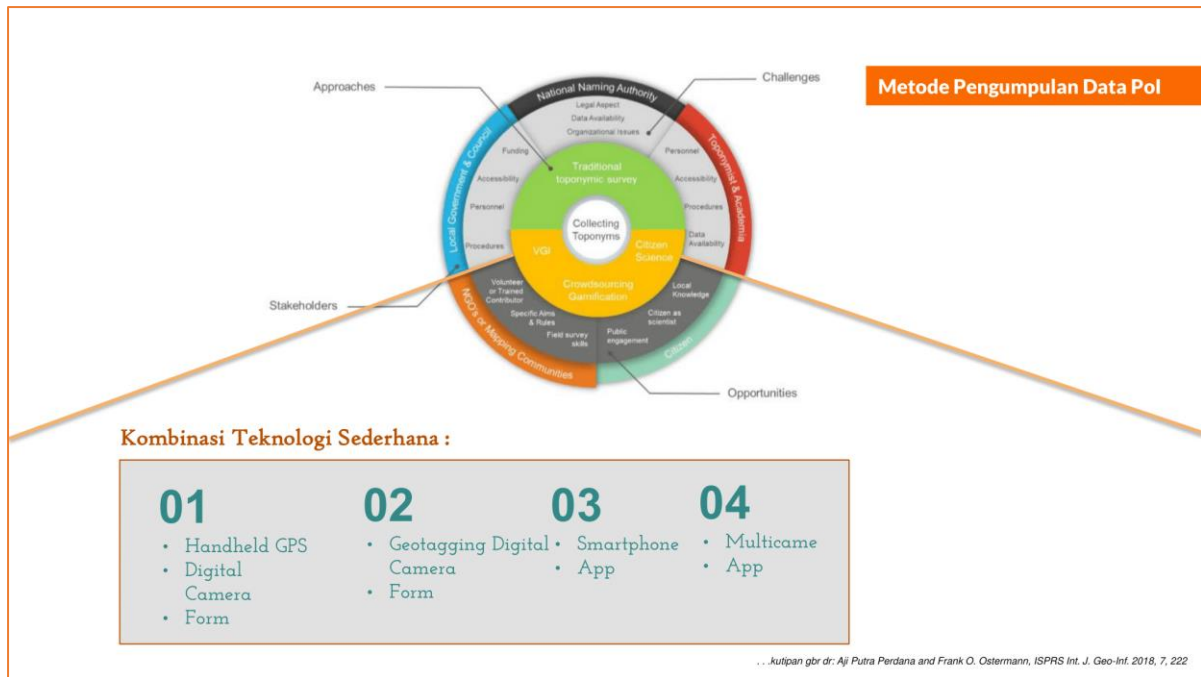 Metode Pengumpulan Data PoI
Approaches
Challenges
National Naming Authority
Legal Aspect
Data Availability
Organizational issues
Local Government & Council
Funding
Accessibility
Personnel
Procedures
Toponymist & Academia
Personnel
Accessibility
Procedures
Data
Availability
Traditional
toponymic survey
Collecting
Toponyms
VGI
Citizen
Science
Crowdsourcing
Gamification
Stakeholders
NGO's or Mapping Communities
Volunteer
or Trained
Contributor
Specific Aims
& Rules
Field survey
skills
Local
Knowledge
Citizen as
scientist
Public
engagement
Citizen
Opportunities
Kombinasi Teknologi Sederhana :
01
• Handheld GPS
• Digital
Camera
• Form
02
• Geotagging Digital
Camera
• Form
03
• Smartphone
• App
04
• Multicame
• App
. . .kutipan gbr dr: Aji Putra Perdana and Frank O. Ostermann, ISPRS Int. J. Geo-Inf. 2018, 7, 222